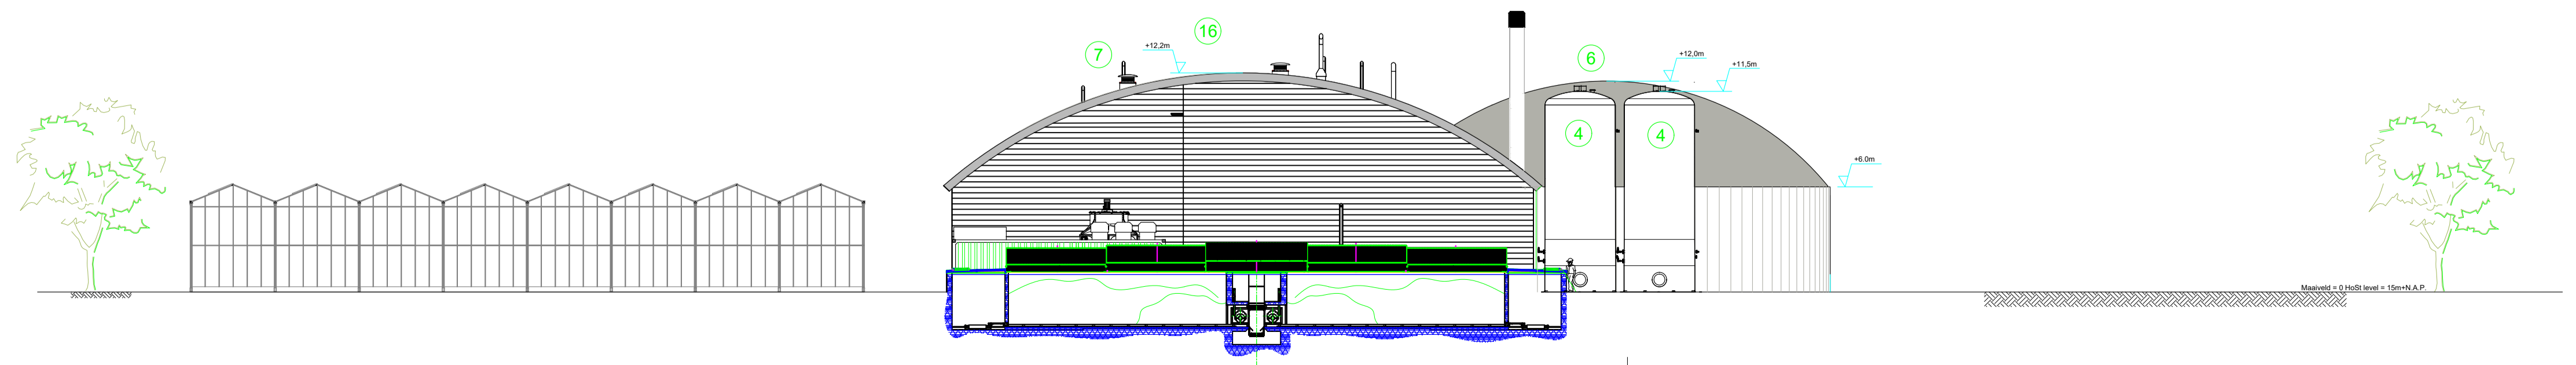 16
7
+12,2m
6
+12,0m
+11,5m
4
4
+6.0m
Maaiveld = 0 HoSt level = 15m+N.A.P.